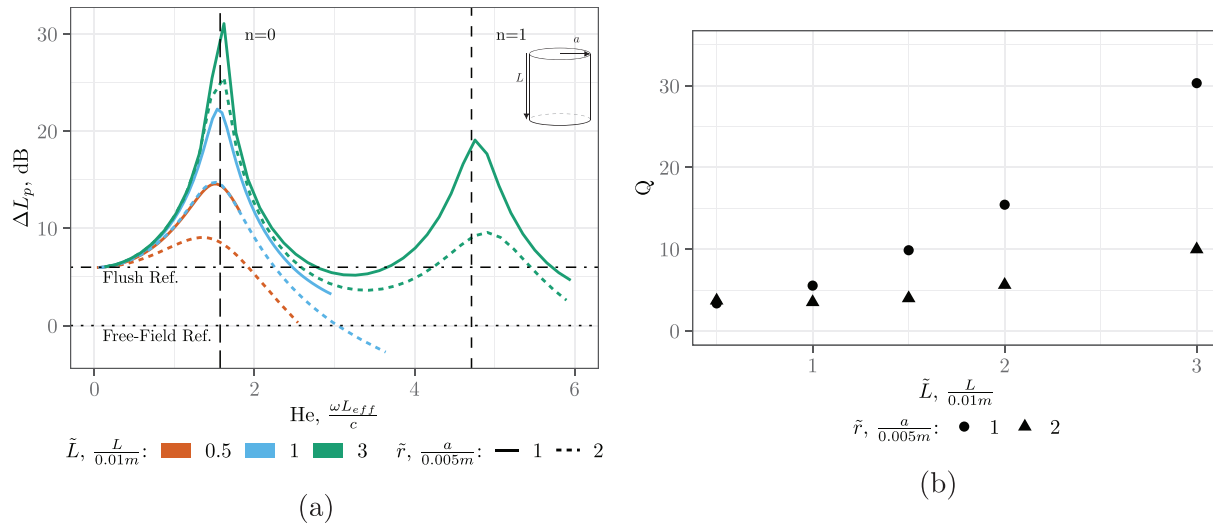 n=0
n=1
a
L
30
20
10
0
ΔL_p, dB
Flush Ref.
Free-Field Ref.
0 2 4 6
He, ωL_eff/c
L̃, L/0.01m: 0.5 1 3 r̃, a/0.005m: 1 2
(a)
30
20
10
0
Q
1 2 3
L̃, L/0.01m
r̃, a/0.005m: 1 2
(b)